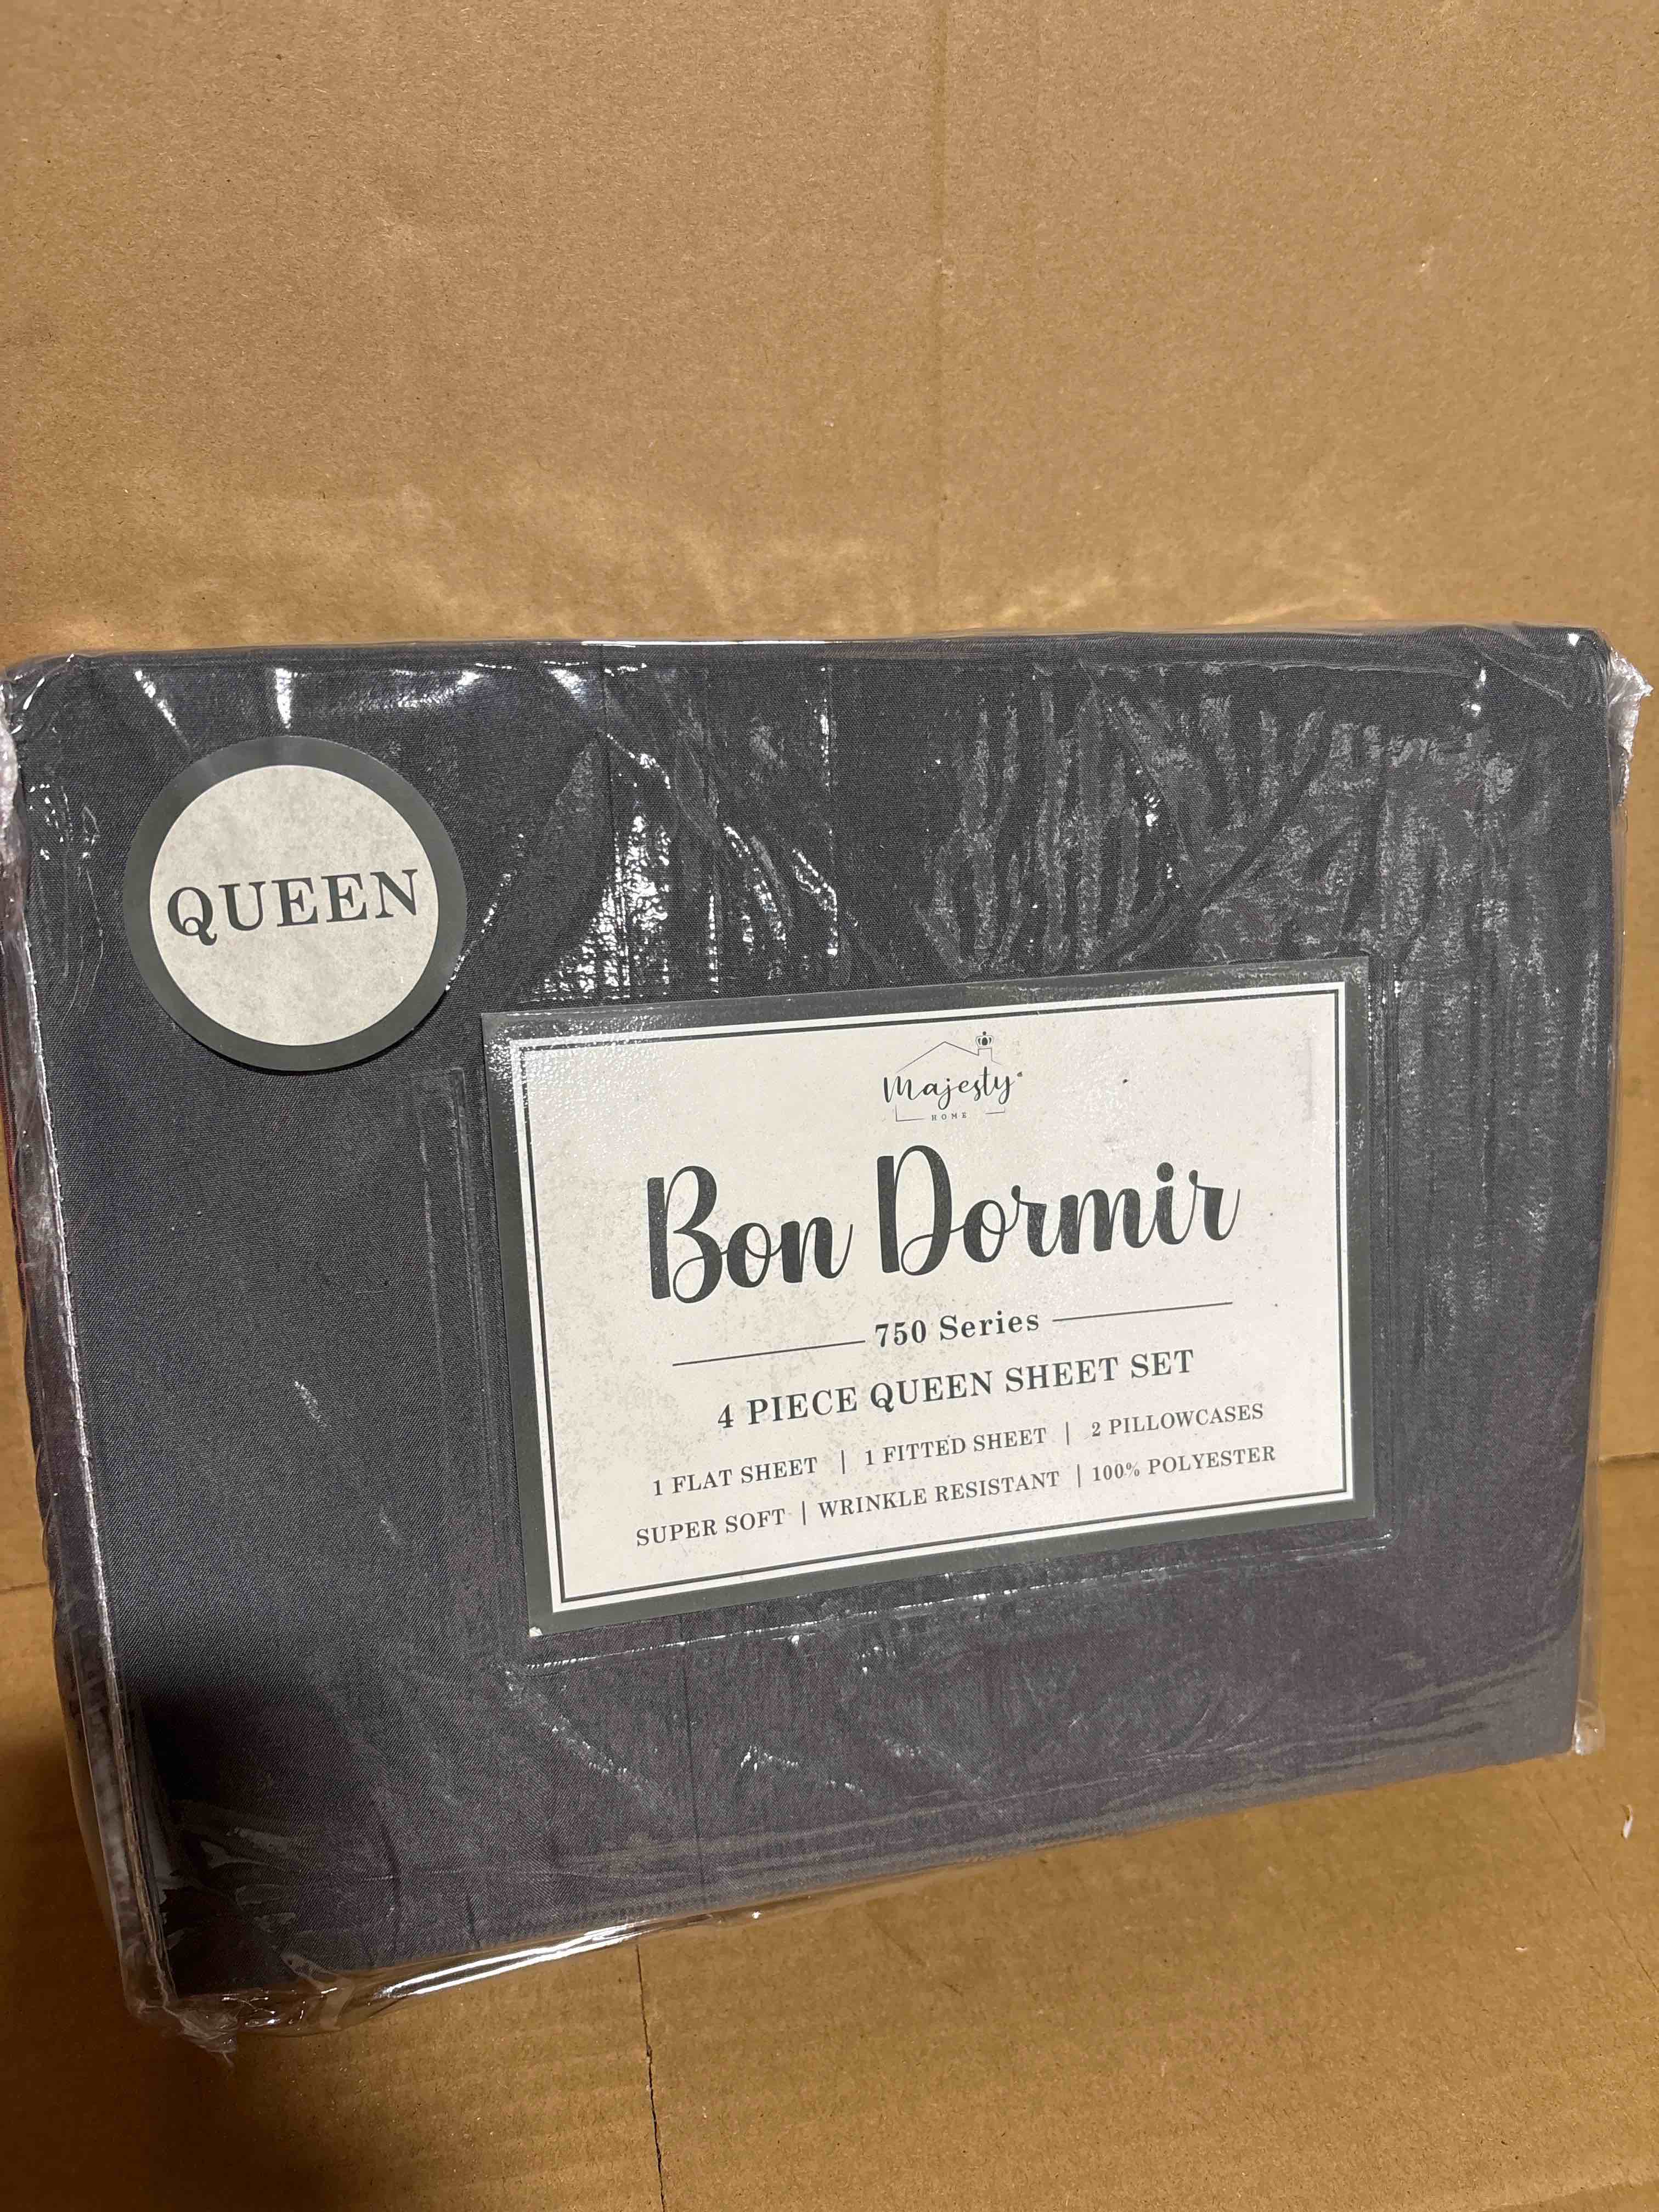 QUEEN
Majesty
HOME
Bon Dormir
750 Series
4 PIECE QUEEN SHEET SET
1 FLAT SHEET | 1 FITTED SHEET | 2 PILLOWCASES
SUPER SOFT | WRINKLE RESISTANT | 100% POLYESTER